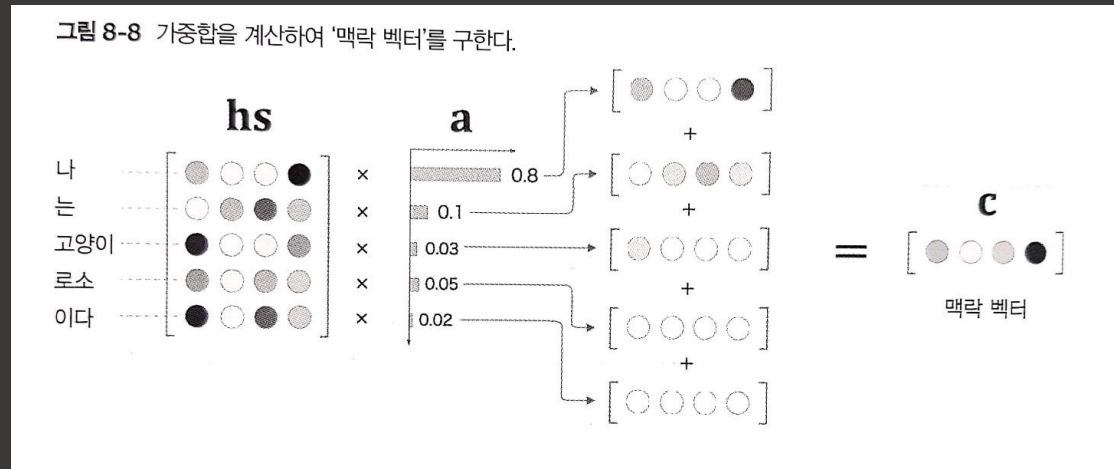 그림 8-8 가중합을 계산하여 '맥락 벡터'를 구한다.
hs
a
나
는
고양이
로소
이다
×
×
×
×
×
0.8
0.1
0.03
0.05
0.02
+
+
+
+
=
c
맥락 벡터